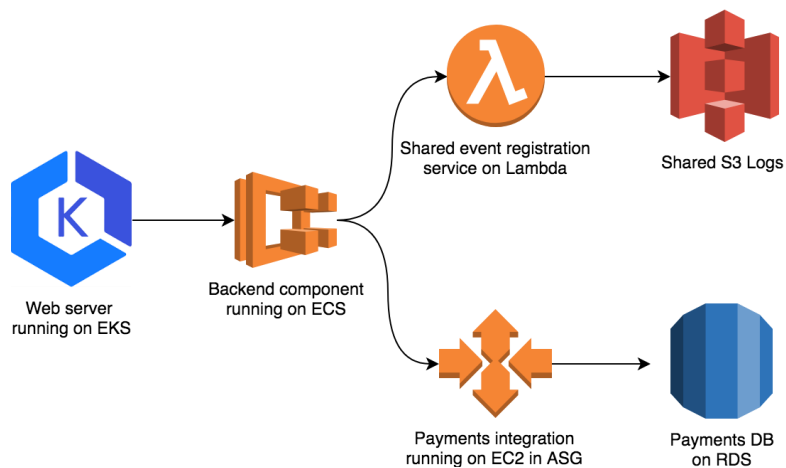 Shared event registration
service on Lambda
Shared S3 Logs
K
Web server
running on EKS
Backend component
running on ECS
Payments integration
running on EC2 in ASG
Payments DB
on RDS